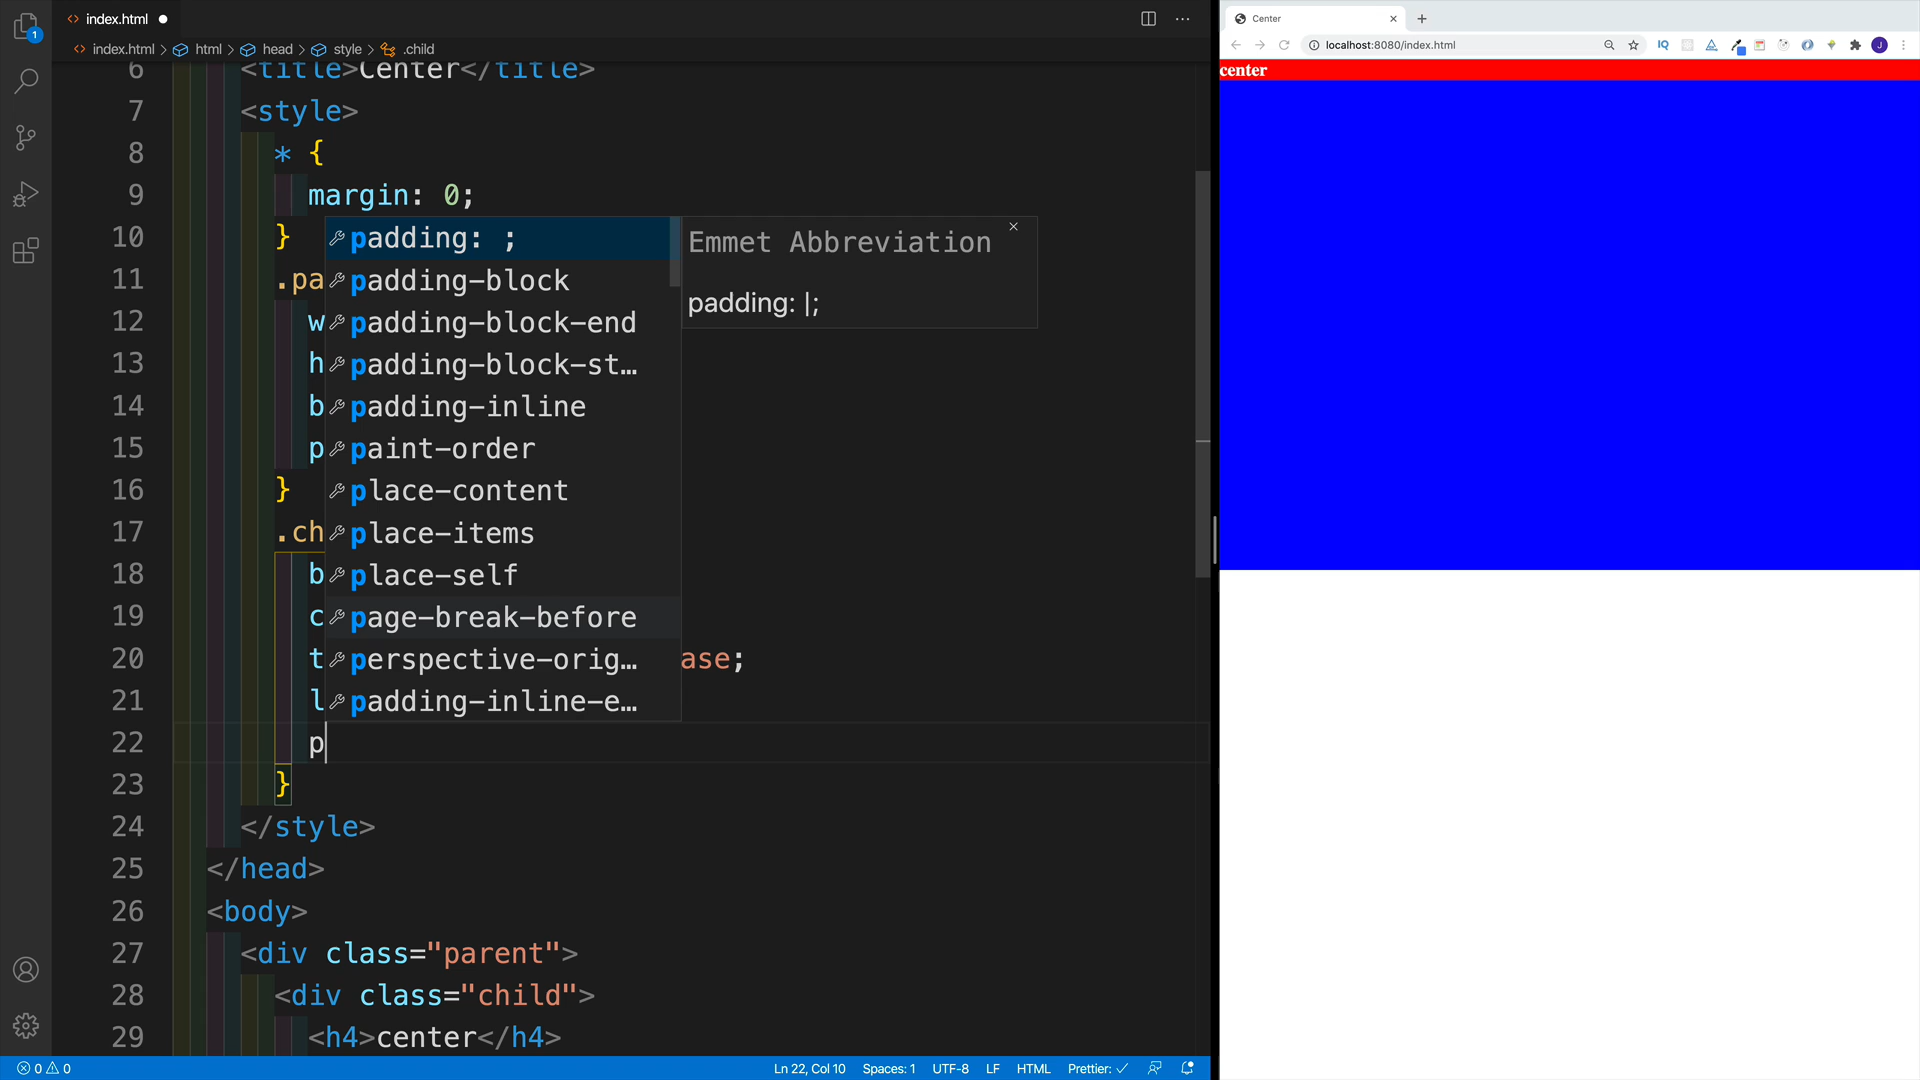 index.html
1
index.html > html > head > style > .child
6 <title>Center</title>
7 <style>
8 * {
9 margin: 0;
10 }
11 .pa
12 w
13 h
14 b
15 p
16 }
17 .ch
18 b
19 c
20 t ase;
21 l
22 p
23 }
24 </style>
25 </head>
26 <body>
27 <div class="parent">
28 <div class="child">
29 <h4>center</h4>
padding: ;
padding-block
padding-block-end
padding-block-st…
padding-inline
paint-order
place-content
place-items
place-self
page-break-before
perspective-orig…
padding-inline-e…
Emmet Abbreviation
padding: |;
0 0
Ln 22, Col 10
Spaces: 1
UTF-8
LF
HTML
Prettier: ✓
Center
localhost:8080/index.html
IQ
J
center